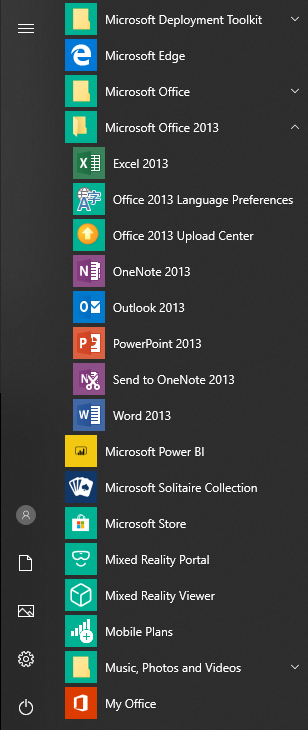 Microsoft Deployment Toolkit
Microsoft Edge
Microsoft Office
Microsoft Office 2013
Excel 2013
Office 2013 Language Preferences
Office 2013 Upload Center
OneNote 2013
Outlook 2013
PowerPoint 2013
Send to OneNote 2013
Word 2013
Microsoft Power BI
Microsoft Solitaire Collection
Microsoft Store
Mixed Reality Portal
Mixed Reality Viewer
Mobile Plans
Music, Photos and Videos
My Office